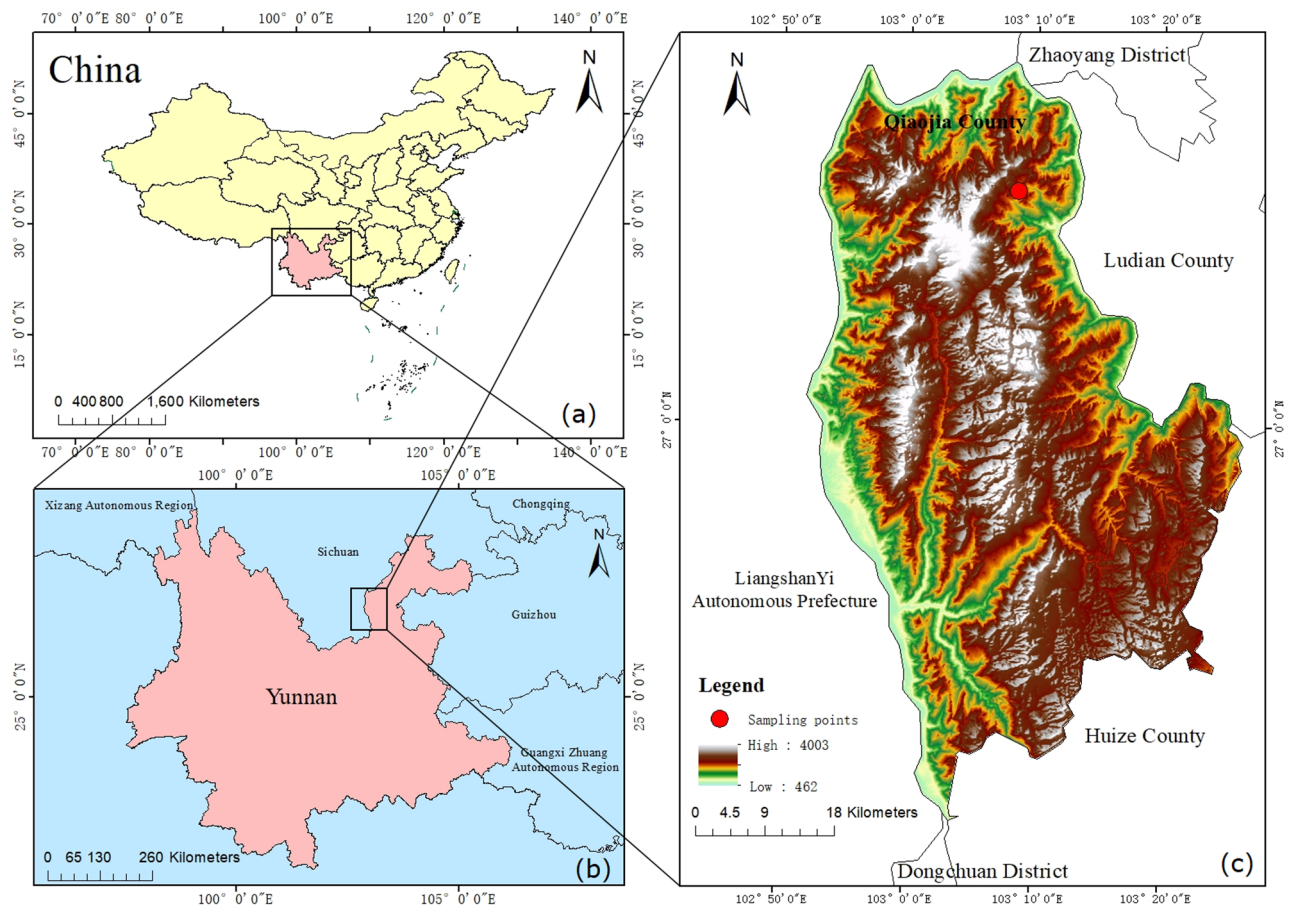 70° 0′0″E 80° 0′0″E 100° 0′0″E 120° 0′0″E 140° 0′0″E
China
N
45° 0′0″N
30° 0′0″N
15° 0′0″N
45° 0′0″N
30° 0′0″N
15° 0′0″N
0 400 800 1,600 Kilometers
(a)
70° 0′0″E 80° 0′0″E 100° 0′0″E 120° 0′0″E 140° 0′0″E
100° 0′0″E 105° 0′0″E
Xizang Autonomous Region
Chongqing
Sichuan
N
Guizhou
Yunnan
25° 0′0″N
25° 0′0″N
Guangxi Zhuang
Autonomous Region
0 65 130 260 Kilometers
(b)
100° 0′0″E 105° 0′0″E
102° 50′0″E 103° 0′0″E 103° 10′0″E 103° 20′0″E
N
Zhaoyang District
Qiaojia County
Ludian County
27° 0′0″N
27° 0′0″N
LiangshanYi
Autonomous Prefecture
Legend
Sampling points
High : 4003
Low : 462
0 4.5 9 18 Kilometers
Huize County
Dongchuan District
(c)
102° 50′0″E 103° 0′0″E 103° 10′0″E 103° 20′0″E